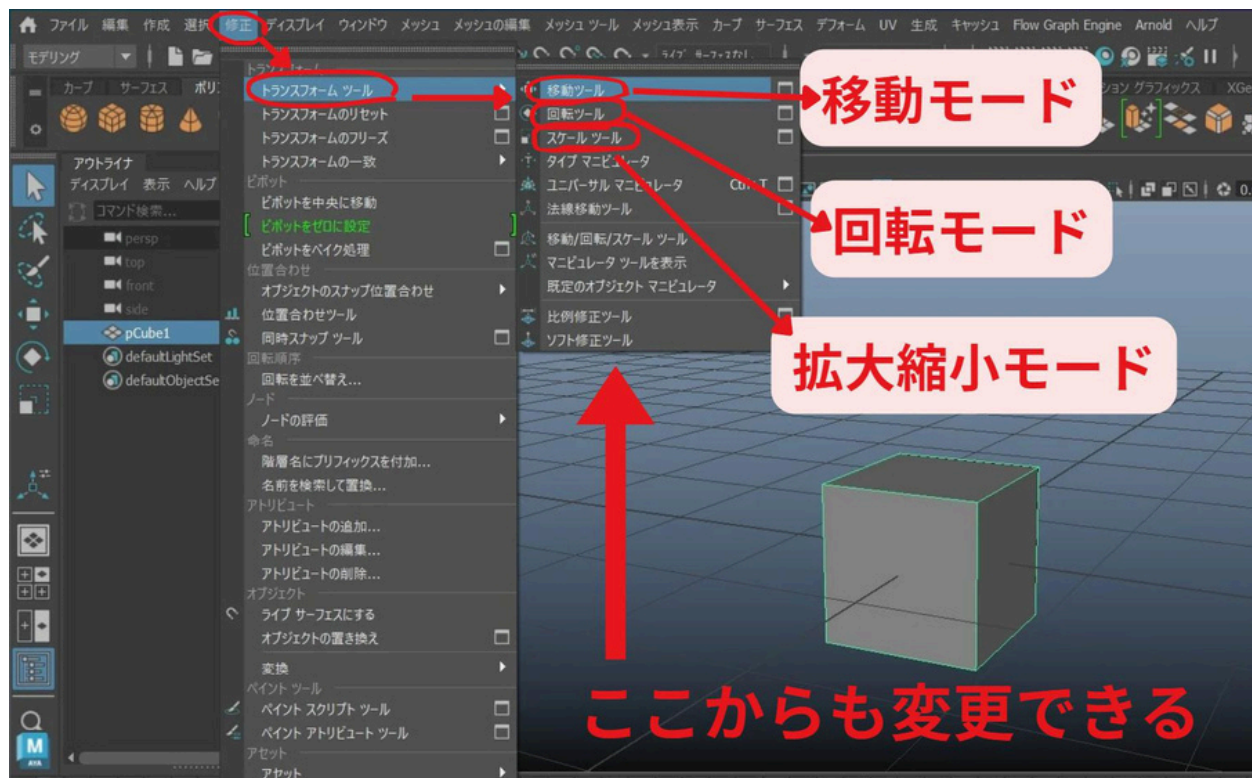 ファイル 編集 作成 選択 修正 ディスプレイ ウィンドウ メッシュ メッシュの編集 メッシュ ツール メッシュ表示 カーブ サーフェス デフォーム UV 生成 キャッシュ Flow Graph Engine Arnold ヘルプ
モデリング
カーブ サーフェス
XGe
アウトライナ
ディスプレイ 表示 ヘルプ
コマンド検索...
persp
top
front
side
pCube1
defaultLightSet
defaultObjectSe
トランスフォーム
トランスフォーム ツール
トランスフォームのリセット
トランスフォームのフリーズ
トランスフォームの一致
ピボット
ピボットを中央に移動
ピボットをゼロに設定
ピボットをベイク処理
位置合わせ
オブジェクトのスナップ位置合わせ
位置合わせツール
同時スナップ ツール
回転順序
回転を並べ替え...
ノード
ノードの評価
命名
階層名にプリフィックスを付加...
名前を検索して置換...
アトリビュート
アトリビュートの追加...
アトリビュートの編集...
アトリビュートの削除...
オブジェクト
ライブ サーフェスにする
オブジェクトの置き換え
変換
ペイント ツール
ペイント スクリプト ツール
ペイント アトリビュート ツール
アセット
アセット
移動ツール
回転ツール
スケール ツール
タイプ マニピュレータ
ユニバーサル マニピュレータ
法線移動ツール
移動/回転/スケール ツール
マニピュレータ ツールを表示
既定のオブジェクト マニピュレータ
比例修正ツール
ソフト修正ツール
移動モード
回転モード
拡大縮小モード
ここからも変更できる
M